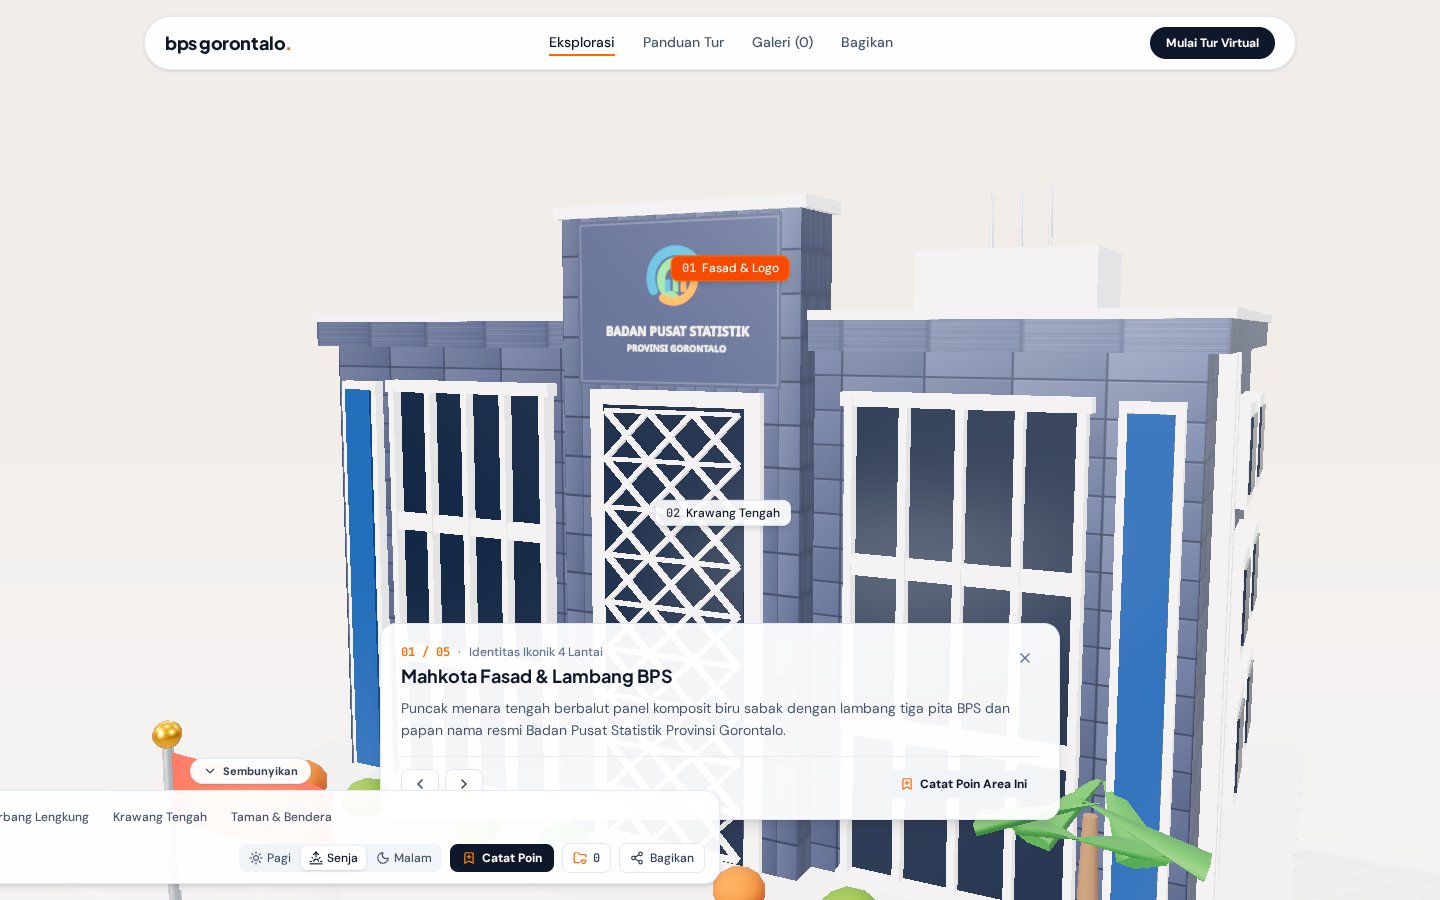 bps gorontalo.
Eksplorasi
Panduan Tur
Galeri (0)
Bagikan
Mulai Tur Virtual
01 Fasad & Logo
BADAN PUSAT STATISTIK
PROVINSI GORONTALO
02 Krawang Tengah
01 / 05 · Identitas Ikonik 4 Lantai
Mahkota Fasad & Lambang BPS
Puncak menara tengah berbalut panel komposit biru sabak dengan lambang tiga pita BPS dan
papan nama resmi Badan Pusat Statistik Provinsi Gorontalo.
Catat Poin Area Ini
Sembunyikan
rbang Lengkung
Krawang Tengah
Taman & Bendera
Pagi
Senja
Malam
Catat Poin
0
Bagikan